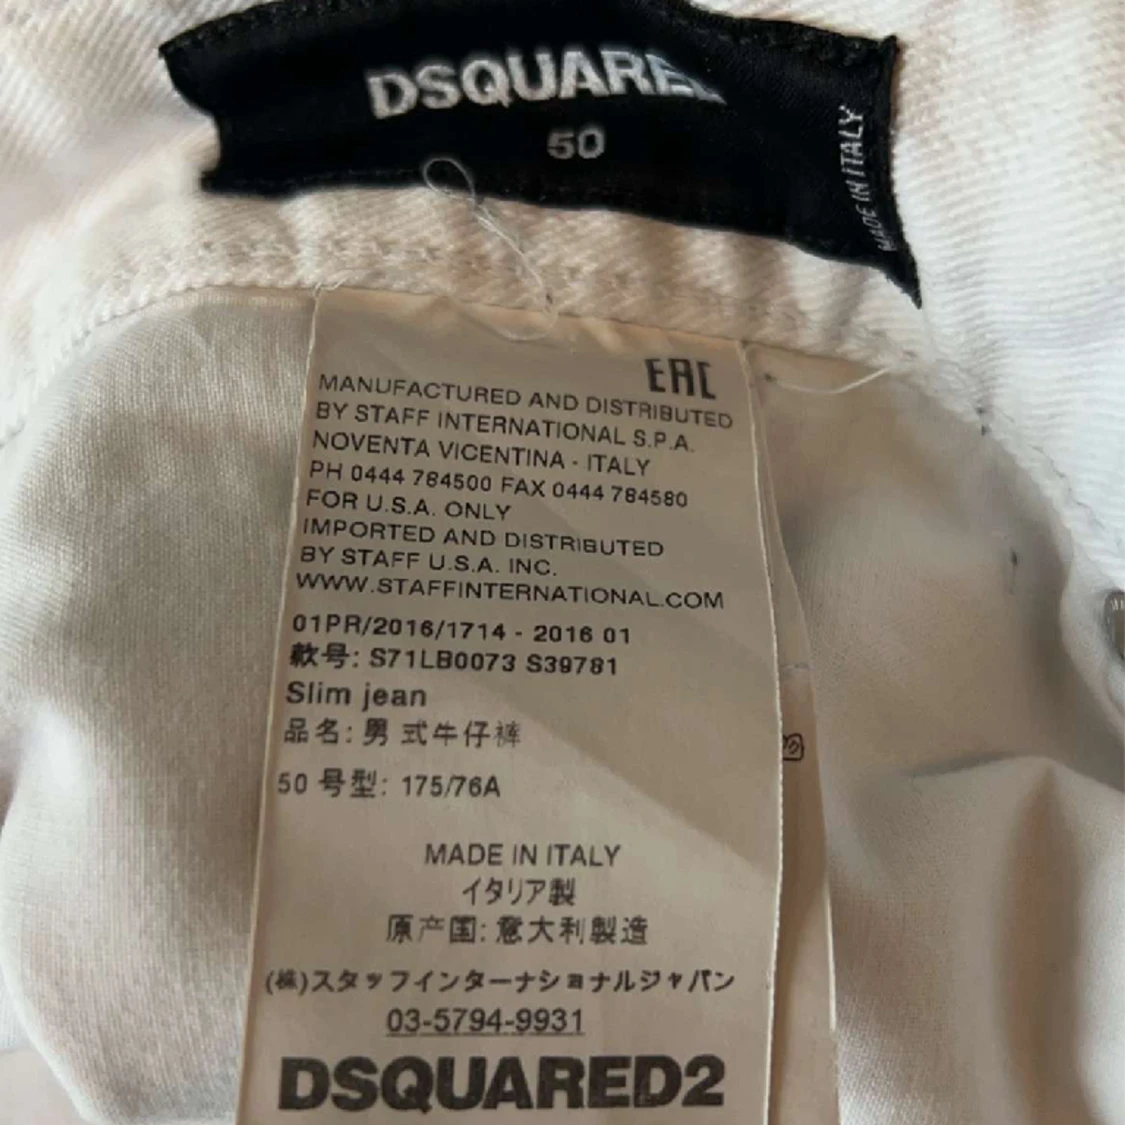 DSQUARE
50
MADE IN ITALY
EAC
MANUFACTURED AND DISTRIBUTED
BY STAFF INTERNATIONAL S.P.A.
NOVENTA VICENTINA - ITALY
PH 0444 784500 FAX 0444 784580
FOR U.S.A. ONLY
IMPORTED AND DISTRIBUTED
BY STAFF U.S.A. INC.
WWW.STAFFINTERNATIONAL.COM
01PR/2016/1714 - 2016 01
款号: S71LB0073 S39781
Slim jean
品名: 男式牛仔裤
50 号型: 175/76A
MADE IN ITALY
イタリア製
原产国: 意大利製造
(株)スタッフインターナショナルジャパン
03-5794-9931
DSQUARED2